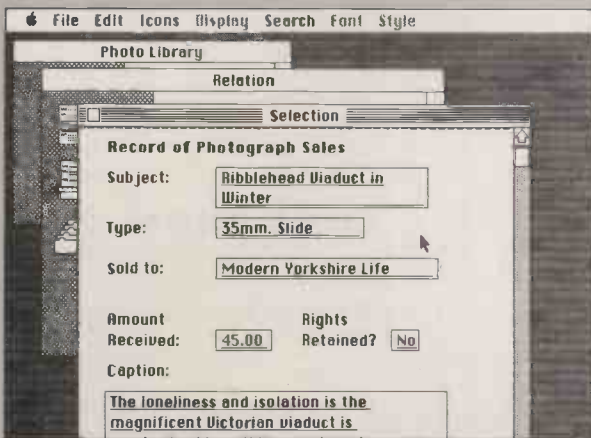 File Edit Icons Display Search Font Style
Photo Library
Relation
Selection
Record of Photograph Sales
Subject: Ribblehead Viaduct in
Winter
Type: 35mm. Slide
Sold to: Modern Yorkshire Life
Amount Rights
Received: 45.00 Retained? No
Caption:
The loneliness and isolation is the
magnificent Victorian viaduct is